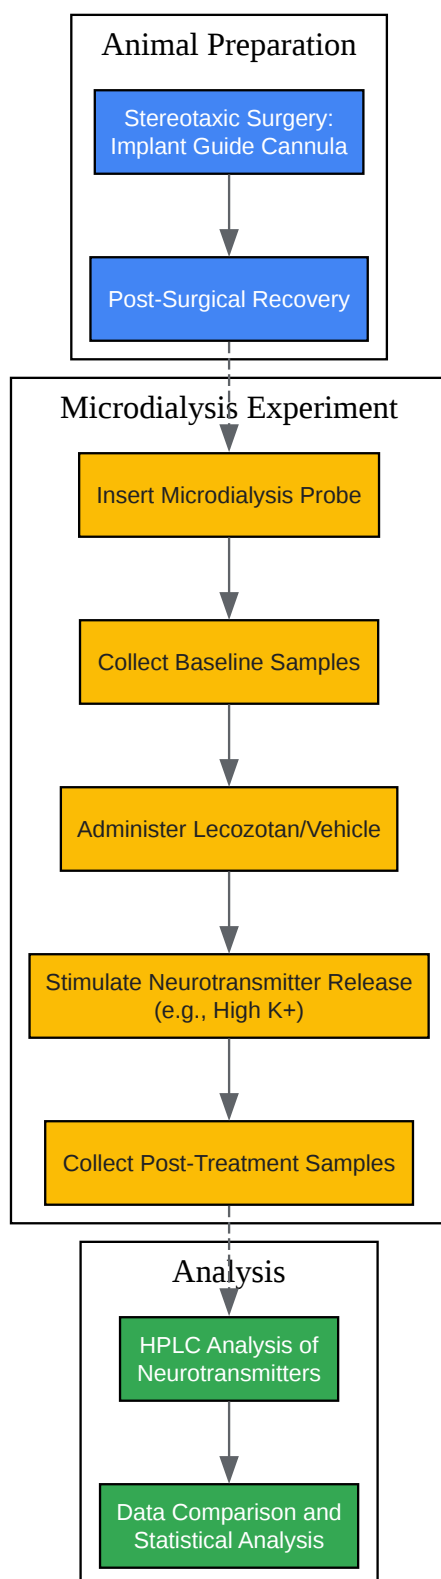 Animal Preparation
Stereotaxic Surgery:
Implant Guide Cannula
Post-Surgical Recovery
Microdialysis Experiment
Insert Microdialysis Probe
Collect Baseline Samples
Administer Lecozotan/Vehicle
Stimulate Neurotransmitter Release
(e.g., High K+)
Collect Post-Treatment Samples
Analysis
HPLC Analysis of
Neurotransmitters
Data Comparison and
Statistical Analysis